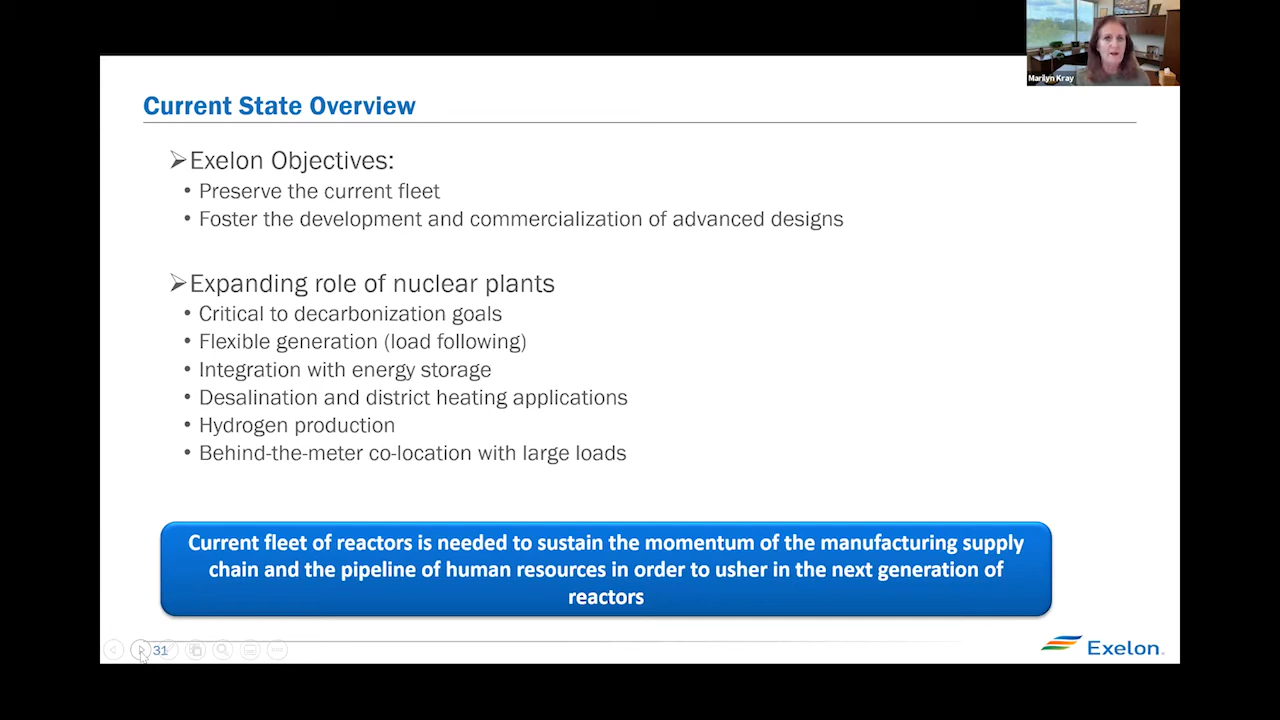 Marilyn Kray
Current State Overview
➢Exelon Objectives:
• Preserve the current fleet
• Foster the development and commercialization of advanced designs
➢Expanding role of nuclear plants
• Critical to decarbonization goals
• Flexible generation (load following)
• Integration with energy storage
• Desalination and district heating applications
• Hydrogen production
• Behind-the-meter co-location with large loads
Current fleet of reactors is needed to sustain the momentum of the manufacturing supply
chain and the pipeline of human resources in order to usher in the next generation of
reactors
31
Exelon.